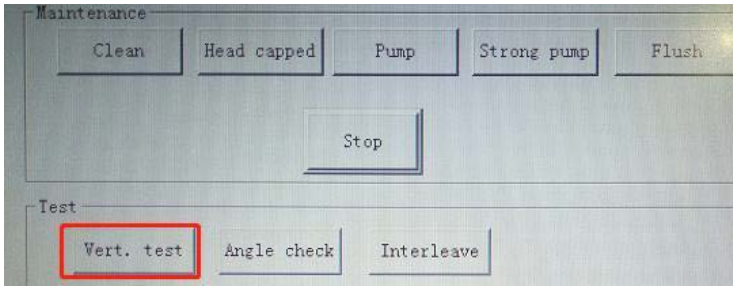 Maintenance
Clean Head capped Pump Strong pump Flush
Stop
Test
Vert. test Angle check Interleave